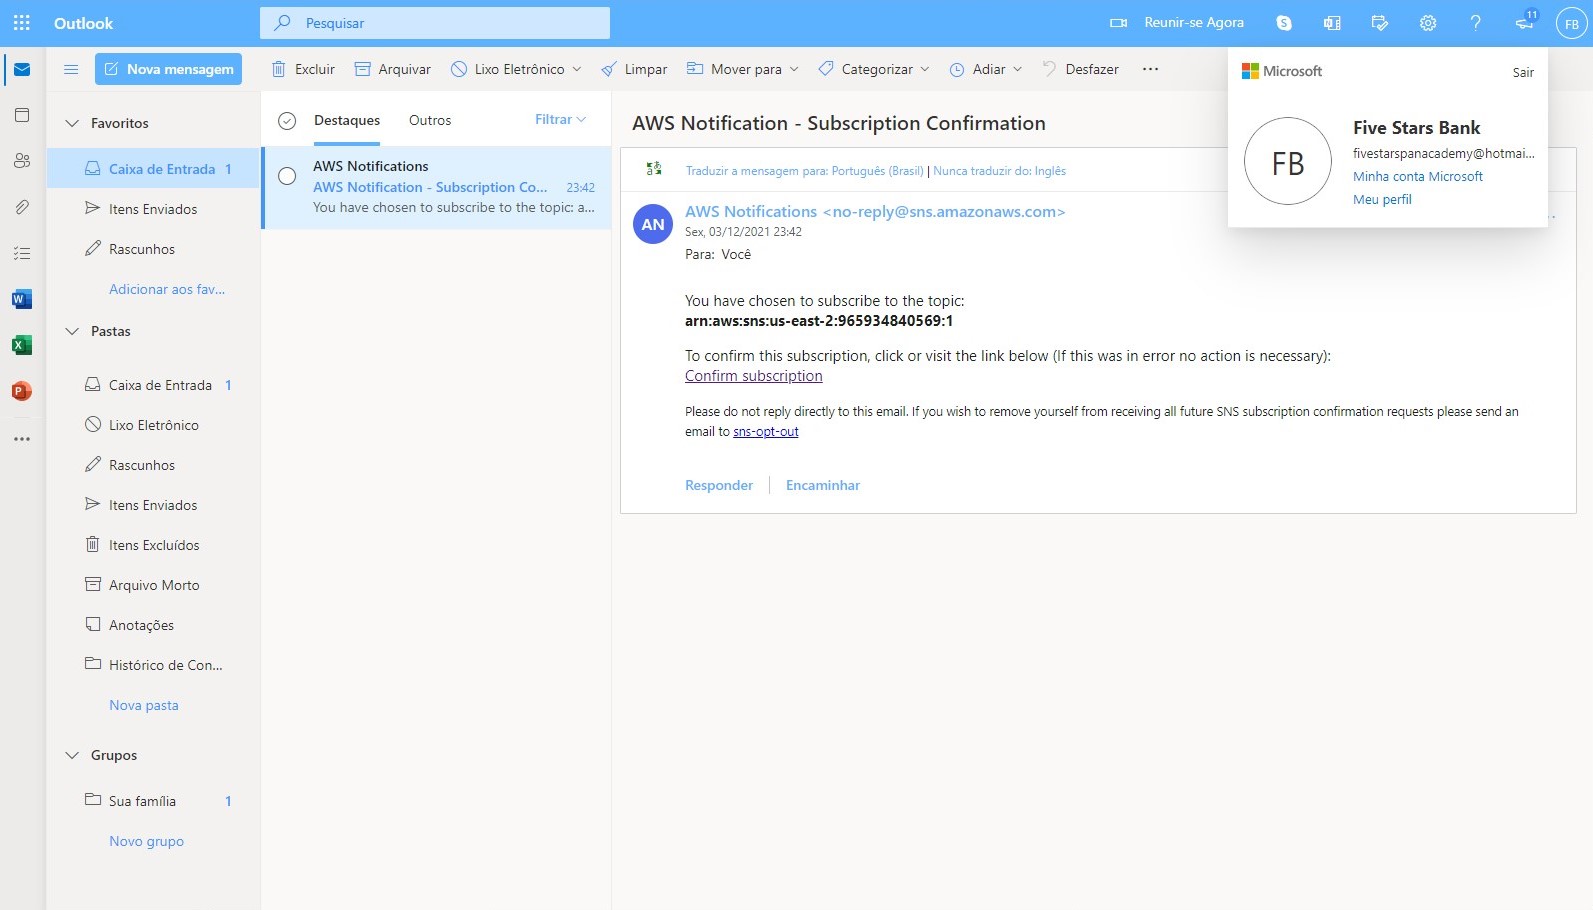 Outlook
Pesquisar
Reunir-se Agora
11
FB
Nova mensagem
Excluir
Arquivar
Lixo Eletrônico
Limpar
Mover para
Categorizar
Adiar
Desfazer
Microsoft
Sair
FB
Five Stars Bank
fivestarspanacademy@hotmai...
Minha conta Microsoft
Meu perfil
Favoritos
Caixa de Entrada 1
Itens Enviados
Rascunhos
Adicionar aos fav...
Pastas
Caixa de Entrada 1
Lixo Eletrônico
Rascunhos
Itens Enviados
Itens Excluídos
Arquivo Morto
Anotações
Histórico de Con...
Nova pasta
Grupos
Sua família 1
Novo grupo
Destaques
Outros
Filtrar
AWS Notifications
AWS Notification - Subscription Co... 23:42
You have chosen to subscribe to the topic: a...
AWS Notification - Subscription Confirmation
Traduzir a mensagem para: Português (Brasil) | Nunca traduzir do: Inglês
AN
AWS Notifications <no-reply@sns.amazonaws.com>
Sex, 03/12/2021 23:42
Para: Você
You have chosen to subscribe to the topic:
arn:aws:sns:us-east-2:965934840569:1
To confirm this subscription, click or visit the link below (If this was in error no action is necessary):
Confirm subscription
Please do not reply directly to this email. If you wish to remove yourself from receiving all future SNS subscription confirmation requests please send an
email to sns-opt-out
Responder
Encaminhar